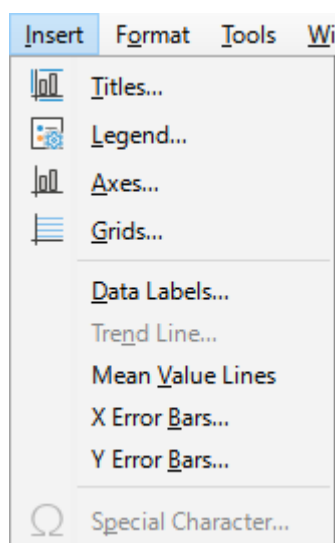 Insert Format Tools Wi
Titles...
Legend...
Axes...
Grids...
Data Labels...
Trend Line...
Mean Value Lines
X Error Bars...
Y Error Bars...
Special Character...